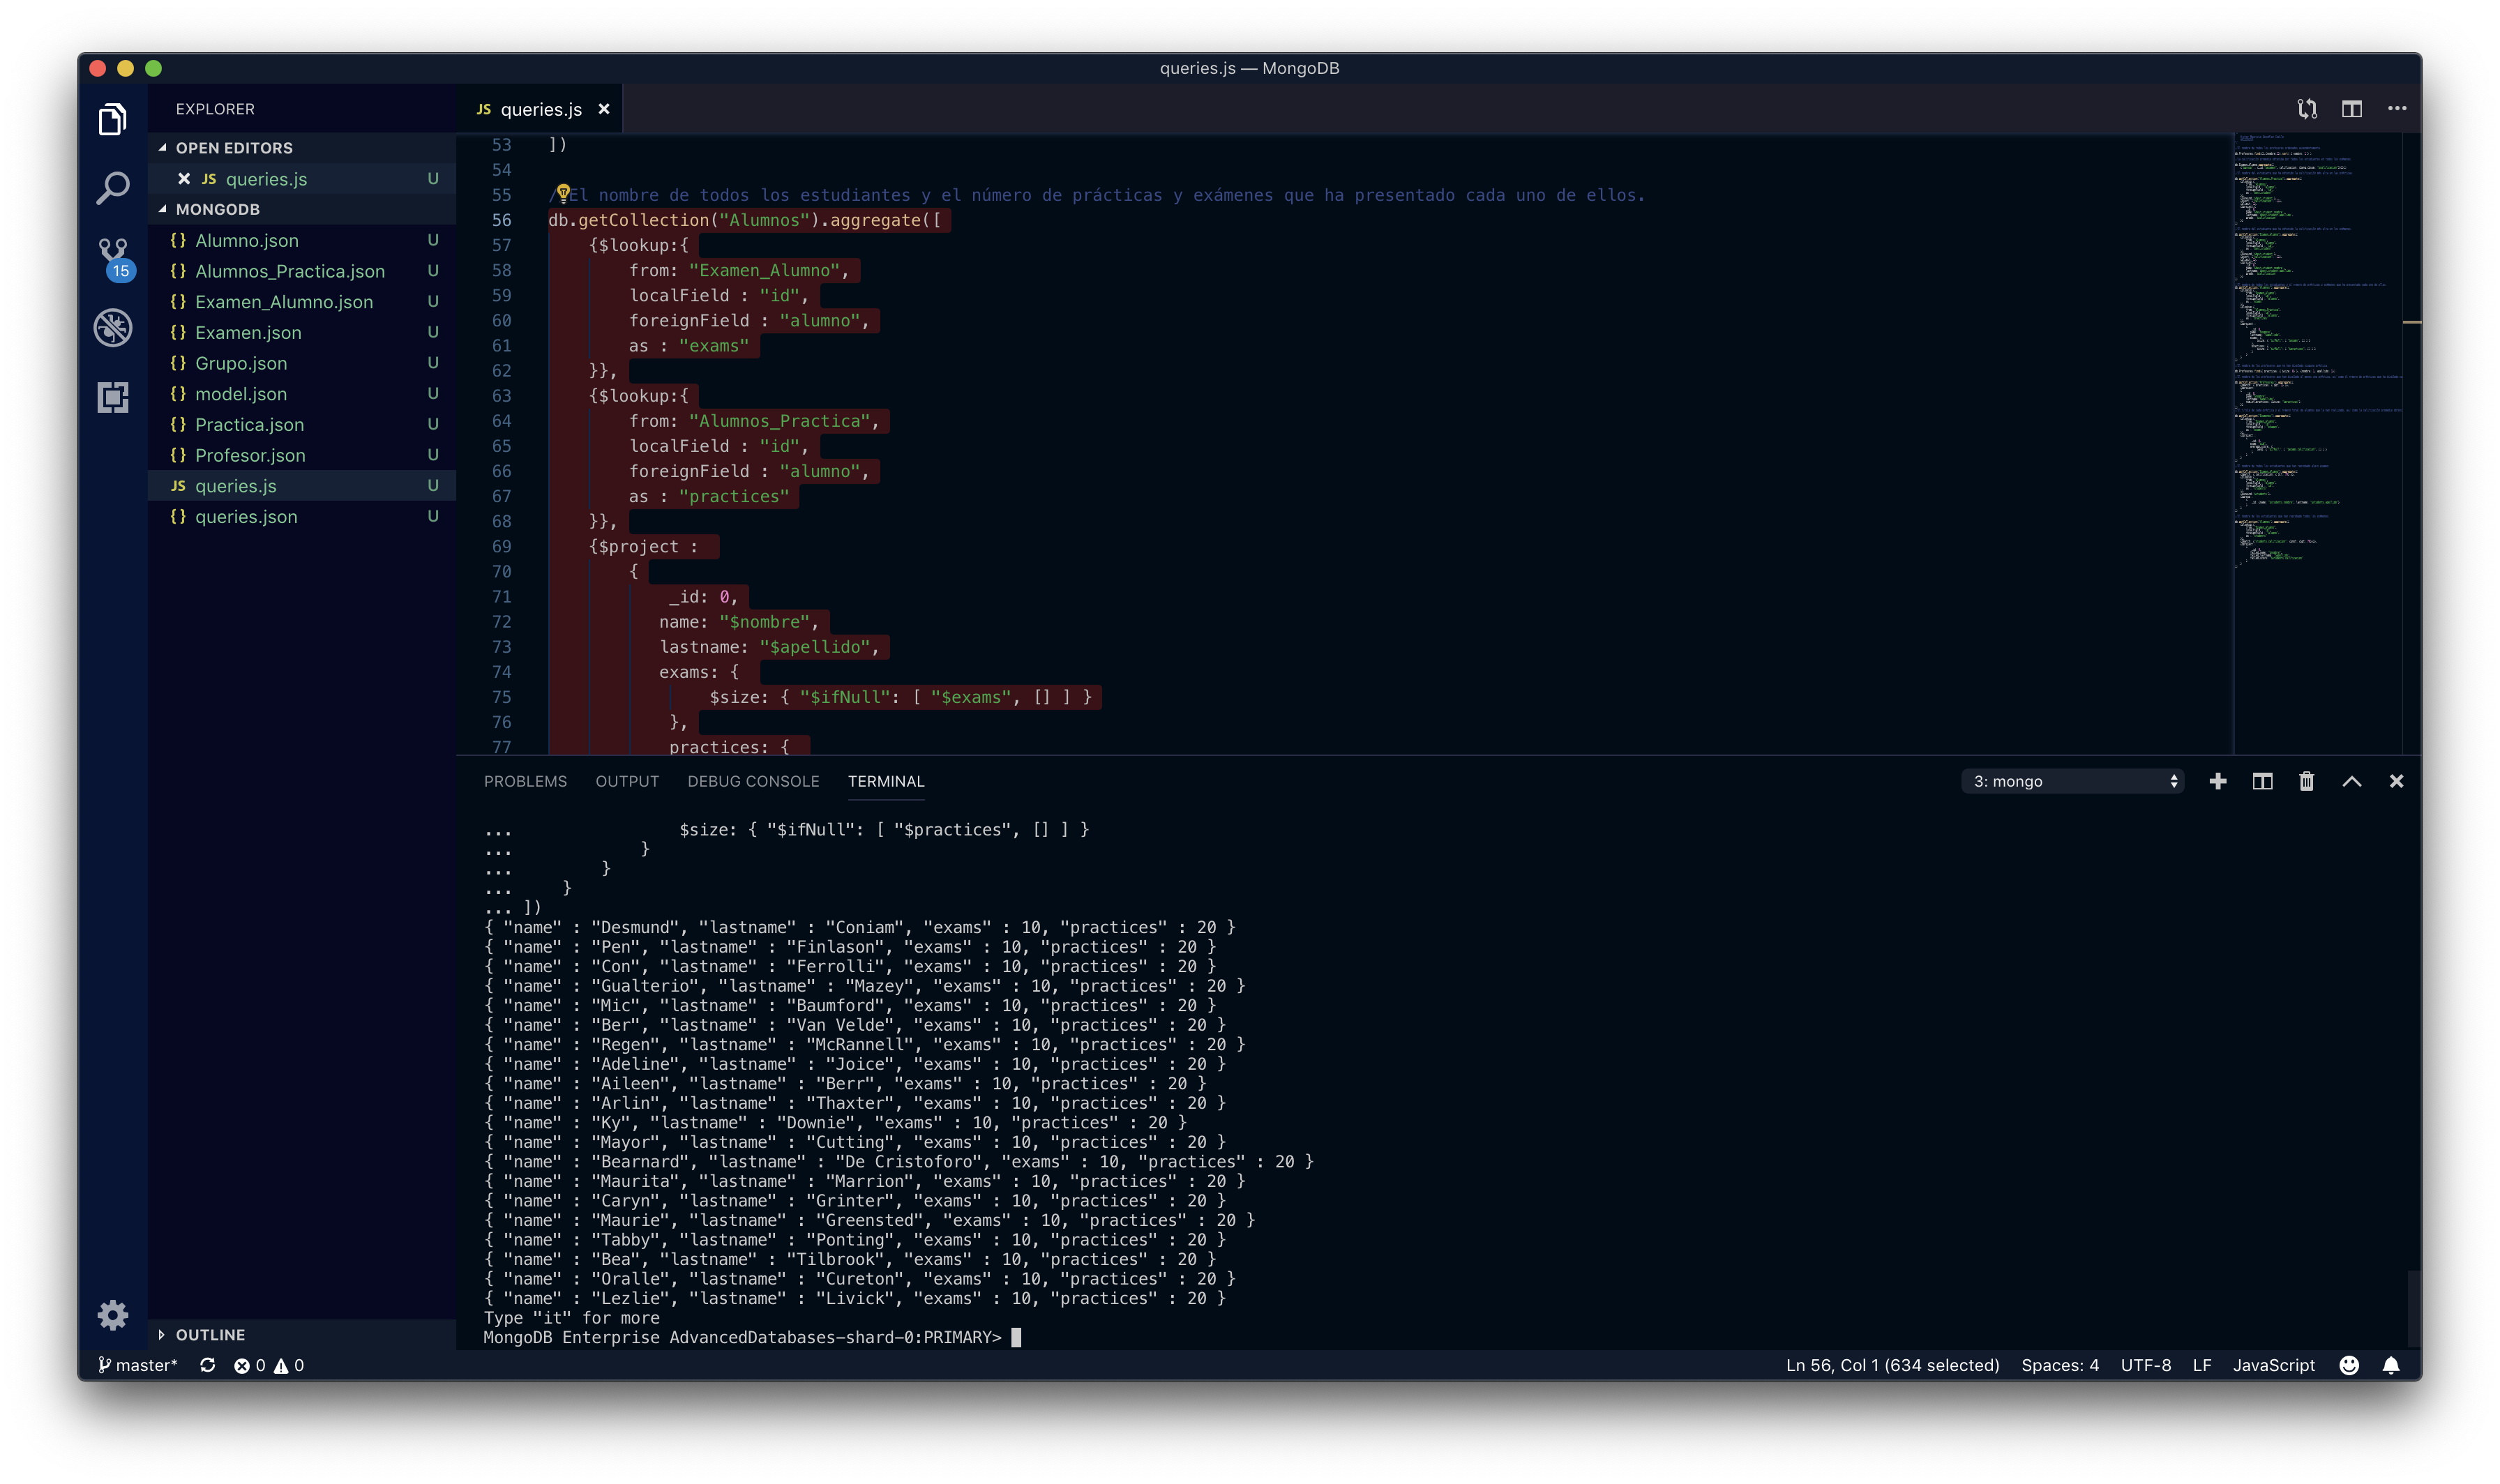 queries.js — MongoDB
EXPLORER
OPEN EDITORS
JS queries.js U
MONGODB
{} Alumno.json U
{} Alumnos_Practica.json U
{} Examen_Alumno.json U
{} Examen.json U
{} Grupo.json U
{} model.json U
{} Practica.json U
{} Profesor.json U
JS queries.js U
{} queries.json U
OUTLINE
15
JS queries.js
53 ])
54
55 /El nombre de todos los estudiantes y el número de prácticas y exámenes que ha presentado cada uno de ellos.
56 db.getCollection("Alumnos").aggregate([
57 {$lookup:{
58 from: "Examen_Alumno",
59 localField : "id",
60 foreignField : "alumno",
61 as : "exams"
62 }},
63 {$lookup:{
64 from: "Alumnos_Practica",
65 localField : "id",
66 foreignField : "alumno",
67 as : "practices"
68 }},
69 {$project :
70 {
71 _id: 0,
72 name: "$nombre",
73 lastname: "$apellido",
74 exams: {
75 $size: { "$ifNull": [ "$exams", [] ] }
76 },
77 practices: {
PROBLEMS OUTPUT DEBUG CONSOLE TERMINAL 3: mongo
... $size: { "$ifNull": [ "$practices", [] ] }
... }
... }
... }
... ])
{ "name" : "Desmund", "lastname" : "Coniam", "exams" : 10, "practices" : 20 }
{ "name" : "Pen", "lastname" : "Finlason", "exams" : 10, "practices" : 20 }
{ "name" : "Con", "lastname" : "Ferrolli", "exams" : 10, "practices" : 20 }
{ "name" : "Gualterio", "lastname" : "Mazey", "exams" : 10, "practices" : 20 }
{ "name" : "Mic", "lastname" : "Baumford", "exams" : 10, "practices" : 20 }
{ "name" : "Ber", "lastname" : "Van Velde", "exams" : 10, "practices" : 20 }
{ "name" : "Regen", "lastname" : "McRannell", "exams" : 10, "practices" : 20 }
{ "name" : "Adeline", "lastname" : "Joice", "exams" : 10, "practices" : 20 }
{ "name" : "Aileen", "lastname" : "Berr", "exams" : 10, "practices" : 20 }
{ "name" : "Arlin", "lastname" : "Thaxter", "exams" : 10, "practices" : 20 }
{ "name" : "Ky", "lastname" : "Downie", "exams" : 10, "practices" : 20 }
{ "name" : "Mayor", "lastname" : "Cutting", "exams" : 10, "practices" : 20 }
{ "name" : "Bearnard", "lastname" : "De Cristoforo", "exams" : 10, "practices" : 20 }
{ "name" : "Maurita", "lastname" : "Marrion", "exams" : 10, "practices" : 20 }
{ "name" : "Caryn", "lastname" : "Grinter", "exams" : 10, "practices" : 20 }
{ "name" : "Maurie", "lastname" : "Greensted", "exams" : 10, "practices" : 20 }
{ "name" : "Tabby", "lastname" : "Ponting", "exams" : 10, "practices" : 20 }
{ "name" : "Bea", "lastname" : "Tilbrook", "exams" : 10, "practices" : 20 }
{ "name" : "Oralle", "lastname" : "Cureton", "exams" : 10, "practices" : 20 }
{ "name" : "Lezlie", "lastname" : "Livick", "exams" : 10, "practices" : 20 }
Type "it" for more
MongoDB Enterprise AdvancedDatabases-shard-0:PRIMARY>
master* 0 0 Ln 56, Col 1 (634 selected) Spaces: 4 UTF-8 LF JavaScript